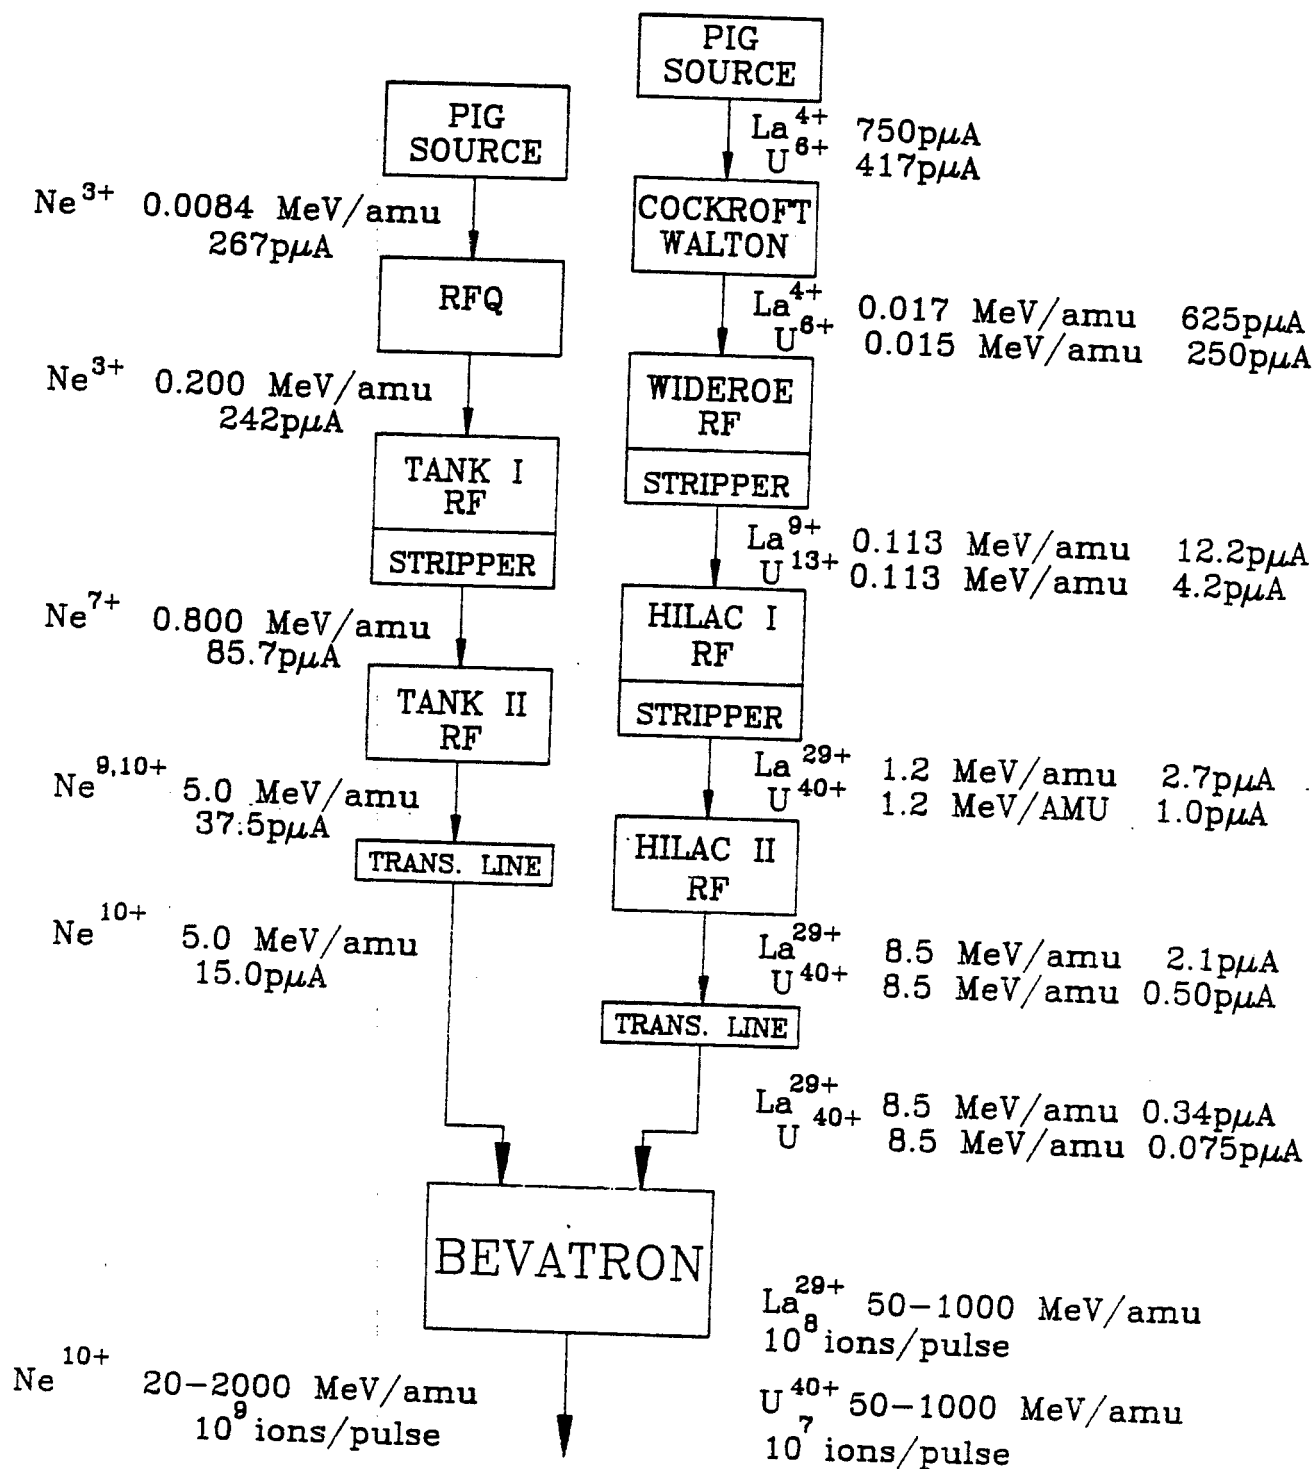 PIG
SOURCE
Ne³⁺ 0.0084 MeV/amu
267pμA
RFQ
Ne³⁺ 0.200 MeV/amu
242pμA
TANK I
RF
STRIPPER
Ne⁷⁺ 0.800 MeV/amu
85.7pμA
TANK II
RF
Ne⁹,¹⁰⁺ 5.0 MeV/amu
37.5pμA
TRANS. LINE
Ne¹⁰⁺ 5.0 MeV/amu
15.0pμA
PIG
SOURCE
La⁴⁺ 750pμA
U⁶⁺ 417pμA
COCKROFT
WALTON
La⁴⁺ 0.017 MeV/amu 625pμA
U⁶⁺ 0.015 MeV/amu 250pμA
WIDEROE
RF
STRIPPER
La⁹⁺ 0.113 MeV/amu 12.2pμA
U¹³⁺ 0.113 MeV/amu 4.2pμA
HILAC I
RF
STRIPPER
La²⁹⁺ 1.2 MeV/amu 2.7pμA
U⁴⁰⁺ 1.2 MeV/AMU 1.0pμA
HILAC II
RF
La²⁹⁺ 8.5 MeV/amu 2.1pμA
U⁴⁰⁺ 8.5 MeV/amu 0.50pμA
TRANS. LINE
La²⁹⁺ 8.5 MeV/amu 0.34pμA
U⁴⁰⁺ 8.5 MeV/amu 0.075pμA
BEVATRON
Ne¹⁰⁺ 20-2000 MeV/amu
10⁹ ions/pulse
La²⁹⁺ 50-1000 MeV/amu
10⁸ ions/pulse
U⁴⁰⁺ 50-1000 MeV/amu
10⁷ ions/pulse